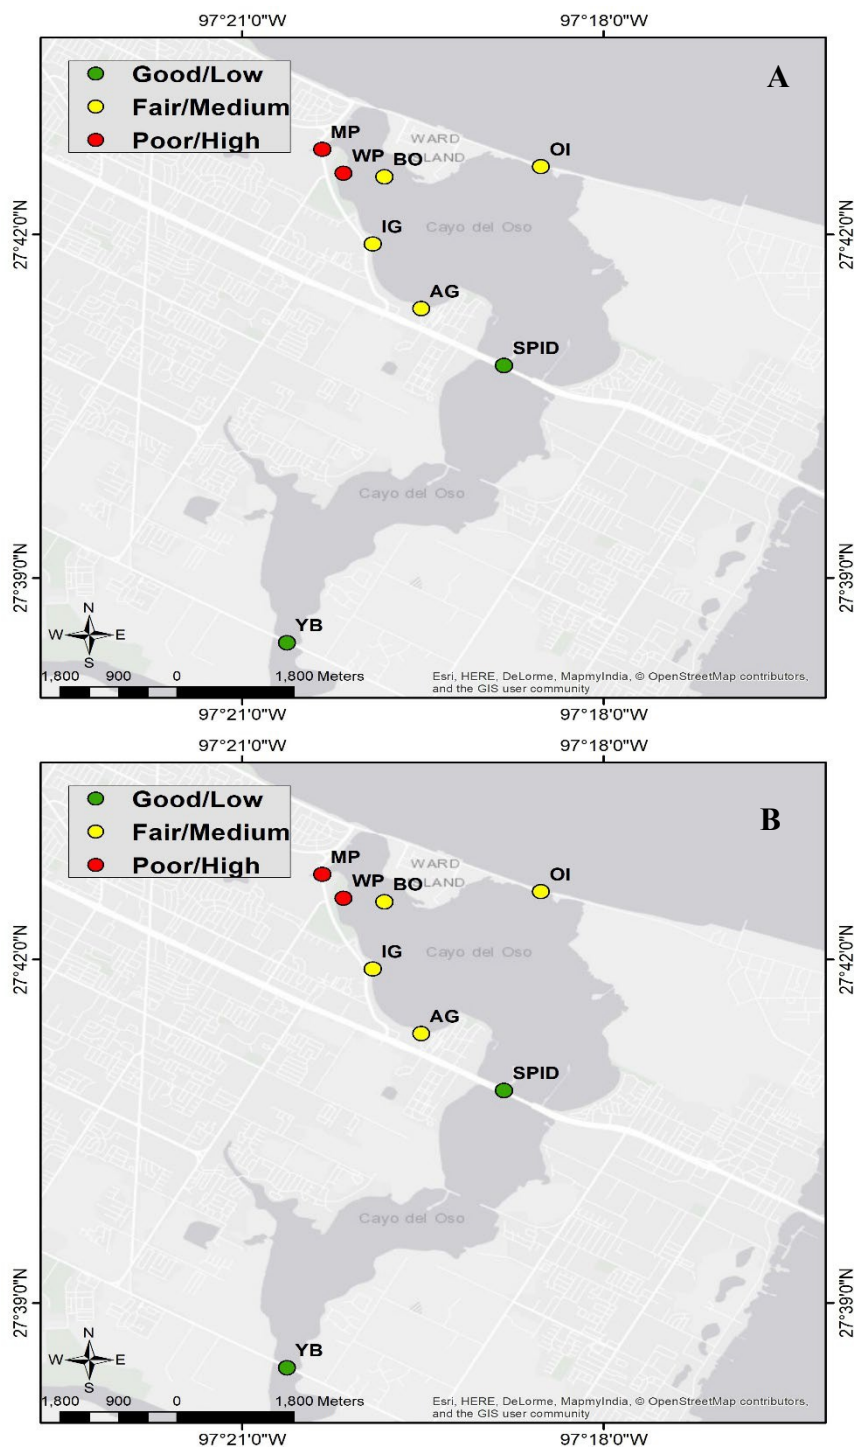 97°21'0"W 97°18'0"W
A
Good/Low
Fair/Medium
Poor/High
MP
WARD
ISLAND
WP
BO
OI
27°42'0"N
27°42'0"N
IG
Cayo del Oso
AG
SPID
Cayo del Oso
27°39'0"N
27°39'0"N
YB
N
W E
S
1,800 900 0 1,800 Meters
Esri, HERE, DeLorme, MapmyIndia, © OpenStreetMap contributors,
and the GIS user community
97°21'0"W 97°18'0"W
97°21'0"W 97°18'0"W
B
Good/Low
Fair/Medium
Poor/High
MP
WARD
ISLAND
WP
BO
OI
27°42'0"N
27°42'0"N
IG
Cayo del Oso
AG
SPID
Cayo del Oso
27°39'0"N
27°39'0"N
YB
N
W E
S
1,800 900 0 1,800 Meters
Esri, HERE, DeLorme, MapmyIndia, © OpenStreetMap contributors,
and the GIS user community
97°21'0"W 97°18'0"W